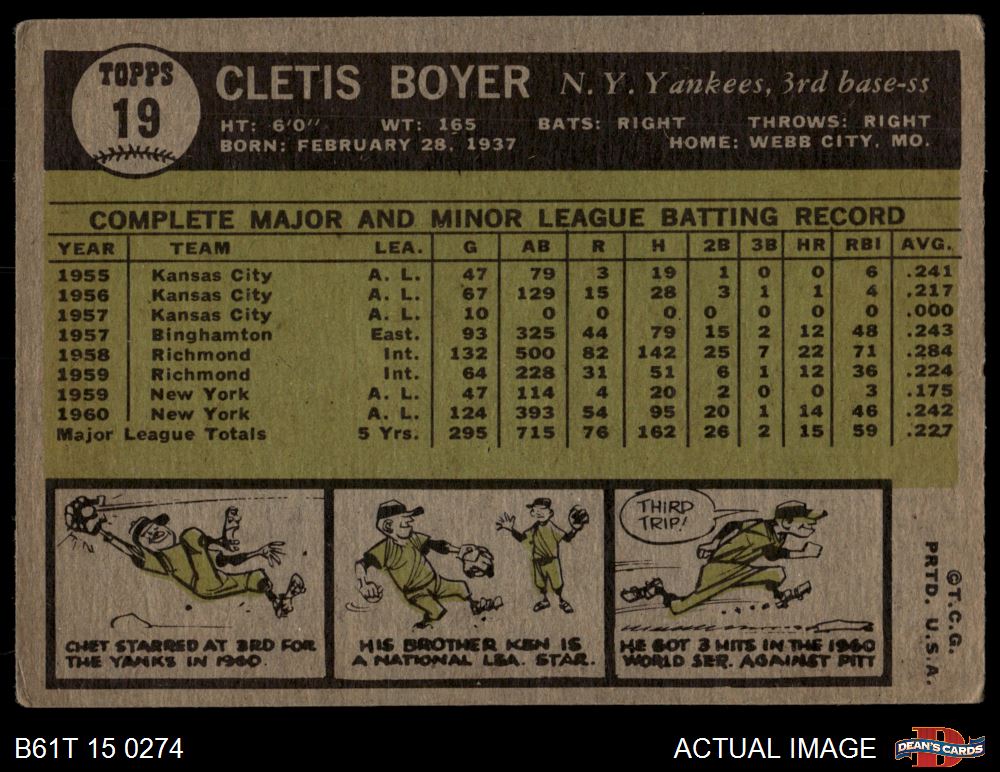 TOPPS
19
CLETIS BOYER N. Y. Yankees, 3rd base-ss
HT: 6'0" WT: 165 BATS: RIGHT THROWS: RIGHT
BORN: FEBRUARY 28, 1937 HOME: WEBB CITY, MO.
COMPLETE MAJOR AND MINOR LEAGUE BATTING RECORD
YEAR TEAM LEA. G AB R H 2B 3B HR RBI AVG.
1955 Kansas City A. L. 47 79 3 19 1 0 0 6 .241
1956 Kansas City A. L. 67 129 15 28 3 1 1 4 .217
1957 Kansas City A. L. 10 0 0 0 0 0 0 0 .000
1957 Binghamton East. 93 325 44 79 15 2 12 48 .243
1958 Richmond Int. 132 500 82 142 25 7 22 71 .284
1959 Richmond Int. 64 228 31 51 6 1 12 36 .224
1959 New York A. L. 47 114 4 20 2 0 0 3 .175
1960 New York A. L. 124 393 54 95 20 1 14 46 .242
Major League Totals 5 Yrs. 295 715 76 162 26 2 15 59 .227
CHET STARRED AT 3RD FOR
THE YANKS IN 1960.
HIS BROTHER KEN IS
A NATIONAL LEA. STAR.
THIRD
TRIP!
HE GOT 3 HITS IN THE 1960
WORLD SER. AGAINST PITT
© T.C.G.
PRTD. U.S.A.
B61T 15 0274
ACTUAL IMAGE
D
DEAN'S CARDS